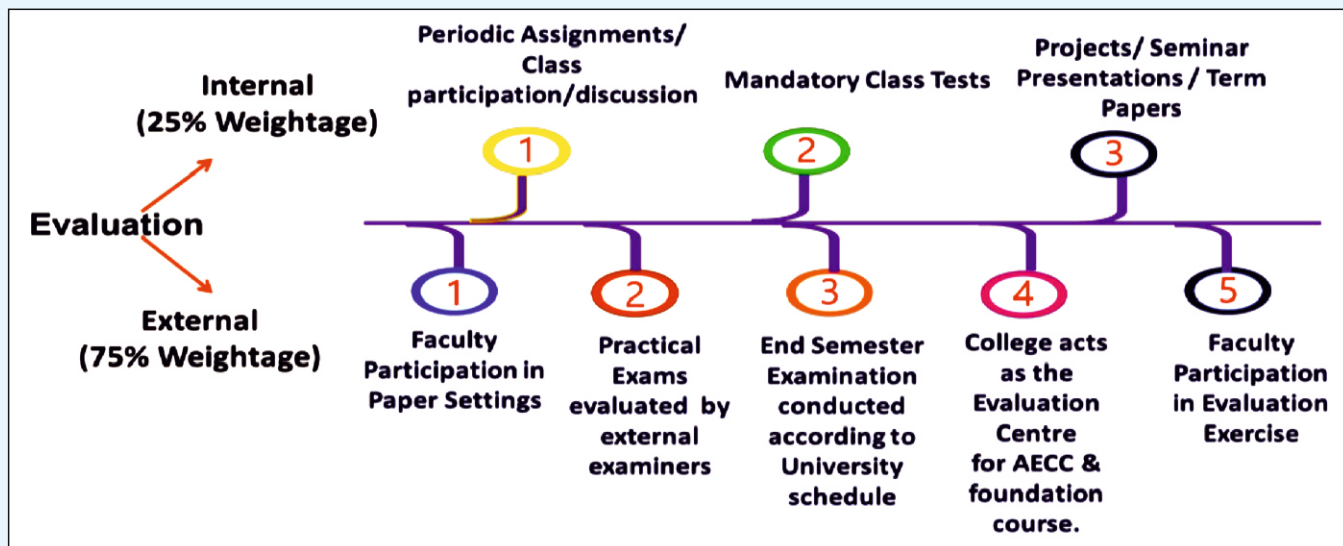 Evaluation
Internal
(25% Weightage)
Periodic Assignments/
Class
participation/discussion
1
Mandatory Class Tests
2
Projects/ Seminar
Presentations / Term
Papers
3
External
(75% Weightage)
1
Faculty
Participation in
Paper Settings
2
Practical
Exams
evaluated by
external
examiners
3
End Semester
Examination
conducted
according to
University
schedule
4
College acts
as the
Evaluation
Centre
for AECC &
foundation
course.
5
Faculty
Participation
in Evaluation
Exercise